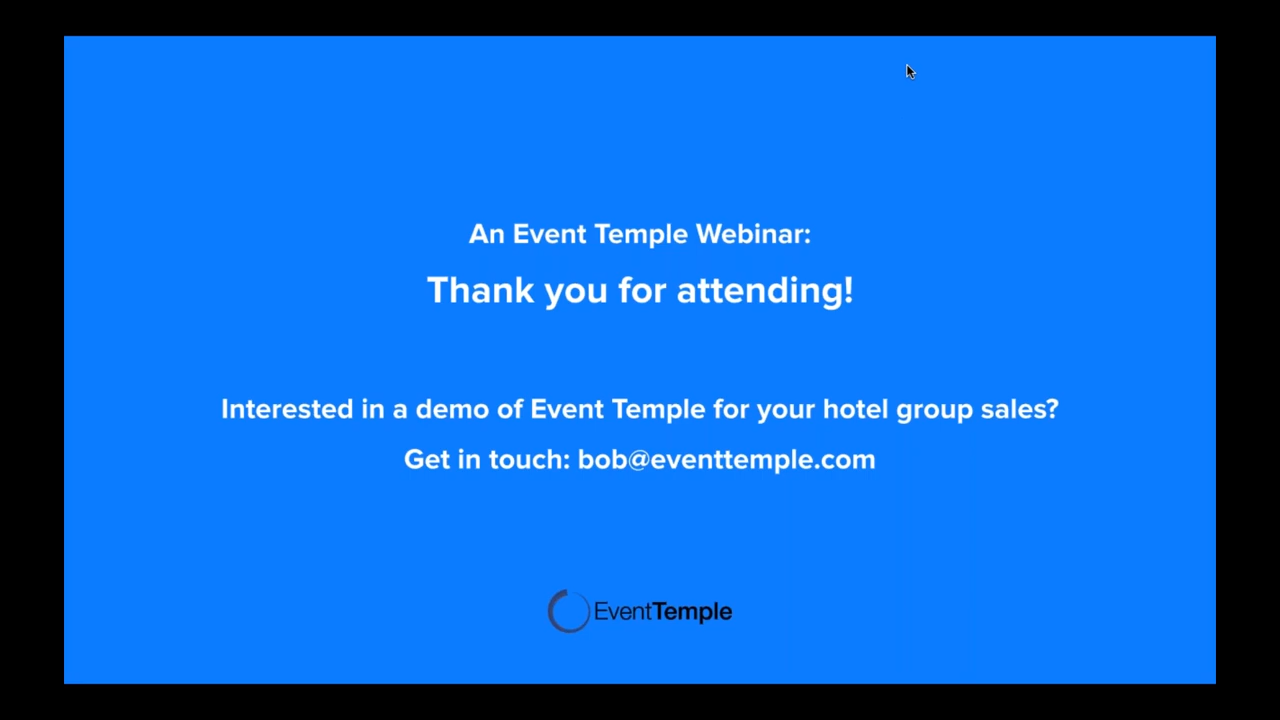 An Event Temple Webinar:
Thank you for attending!
Interested in a demo of Event Temple for your hotel group sales?
Get in touch: bob@eventtemple.com
EventTemple